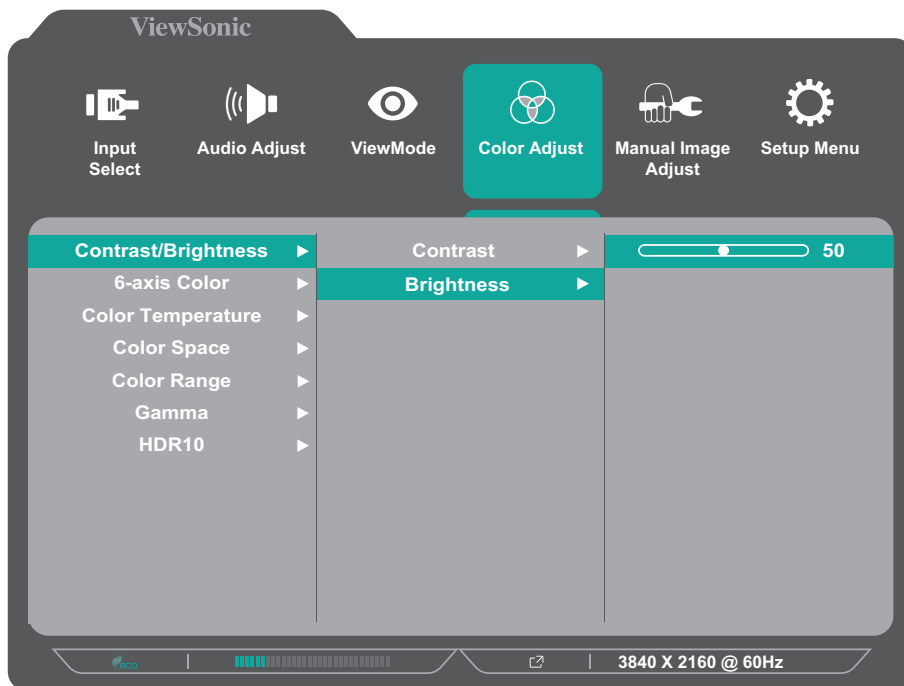 ViewSonic
Input Select
Audio Adjust
ViewMode
Color Adjust
Manual Image Adjust
Setup Menu
Contrast/Brightness
6-axis Color
Color Temperature
Color Space
Color Range
Gamma
HDR10
Contrast
Brightness
50
eco
3840 X 2160 @ 60Hz